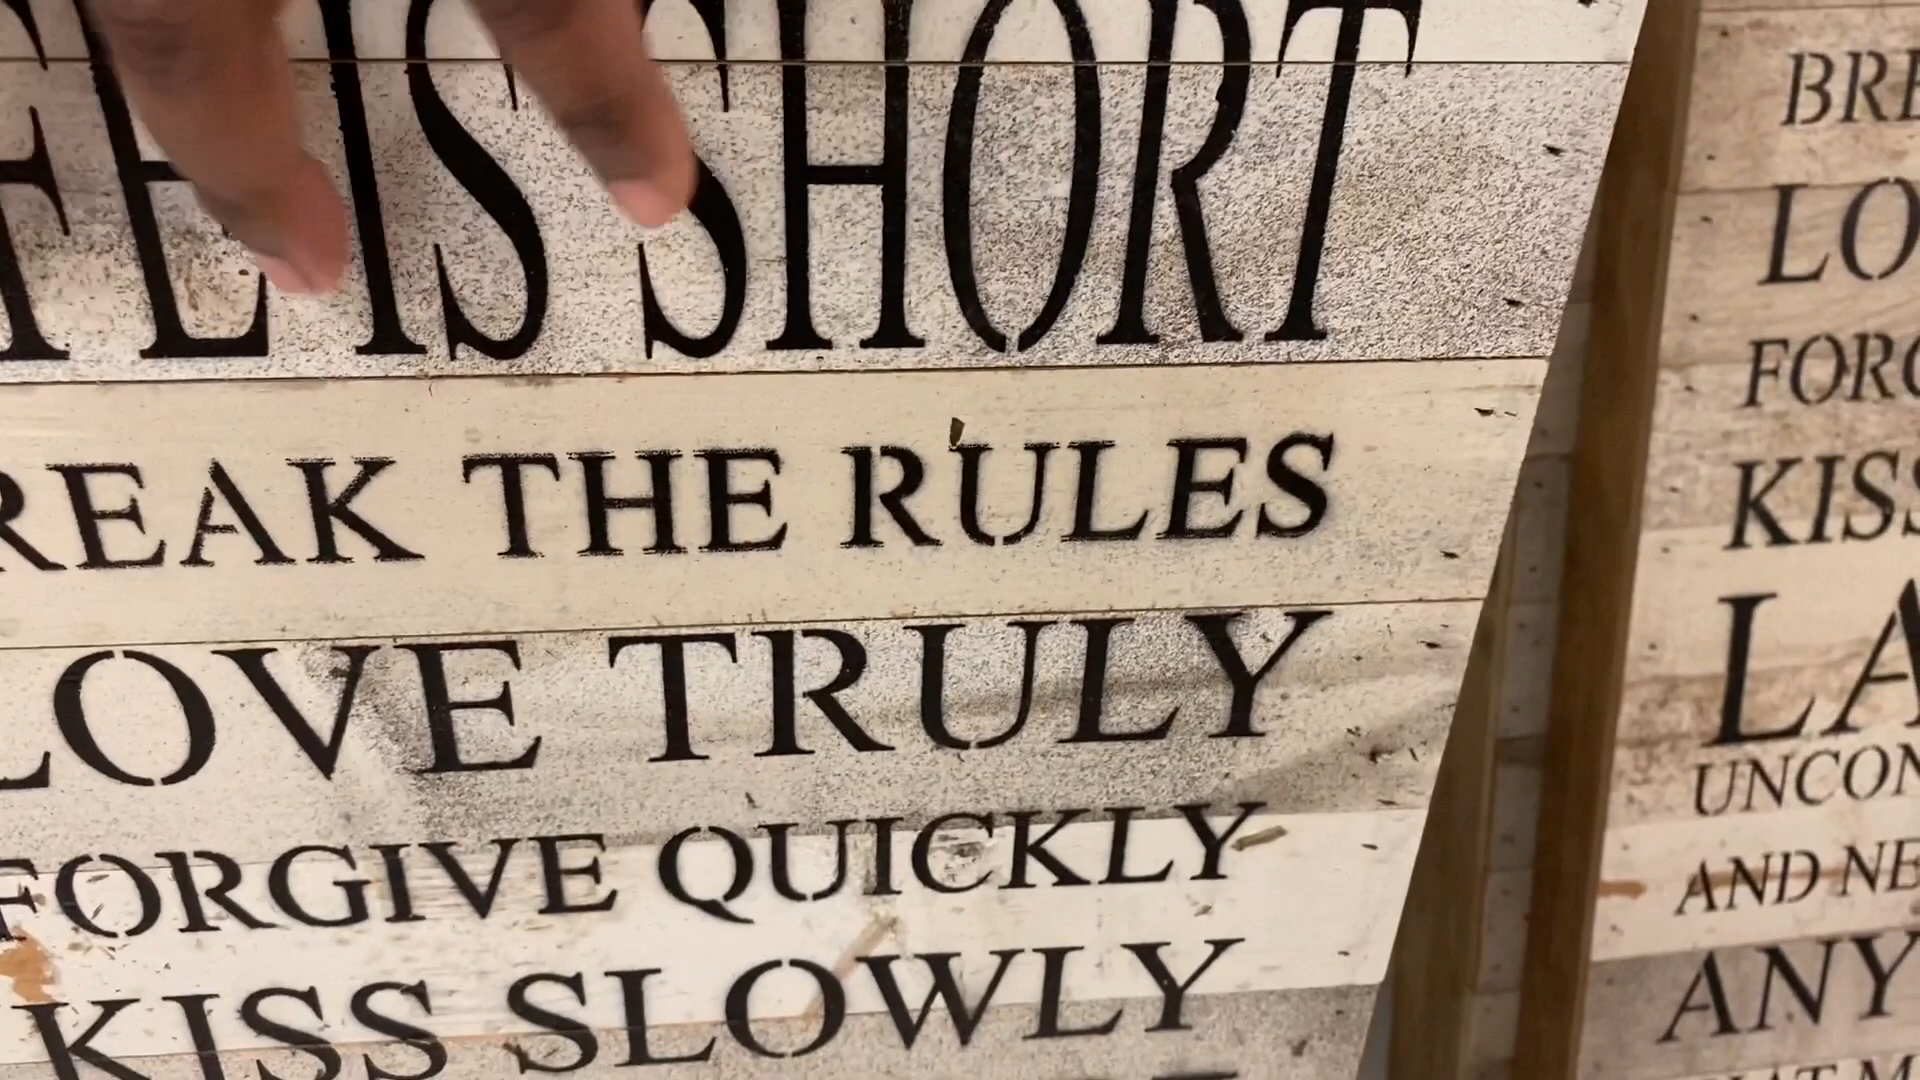 FE IS SHORT
REAK THE RULES
LOVE TRULY
FORGIVE QUICKLY
KISS SLOWLY
BRE
LO
FORG
KISS
LA
UNCON
AND NE
ANY